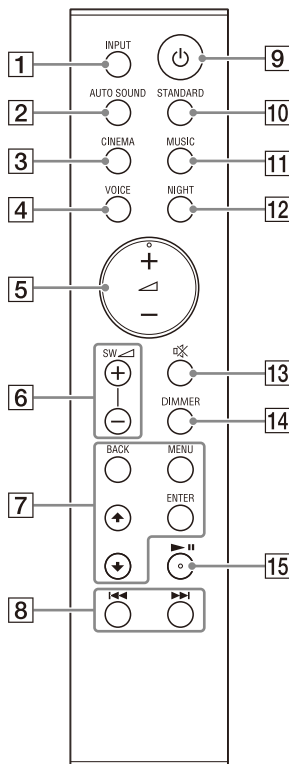 INPUT
1
9
AUTO SOUND STANDARD
2
10
CINEMA MUSIC
3
11
VOICE NIGHT
4
12
+
5
−
SW
6
+
−
13
DIMMER
14
BACK MENU
7
ENTER
15
8